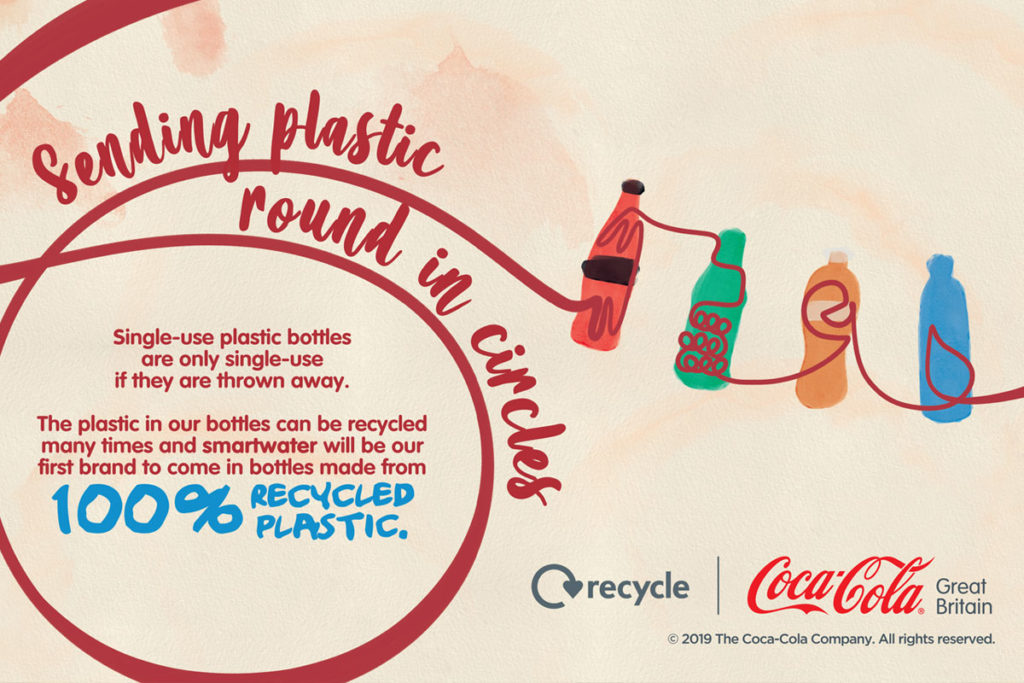 Sending plastic
round in circles
Single-use plastic bottles
are only single-use
if they are thrown away.
The plastic in our bottles can be recycled
many times and smartwater will be our
first brand to come in bottles made from
100% RECYCLED
PLASTIC.
recycle
Coca-Cola
Great
Britain
© 2019 The Coca-Cola Company. All rights reserved.